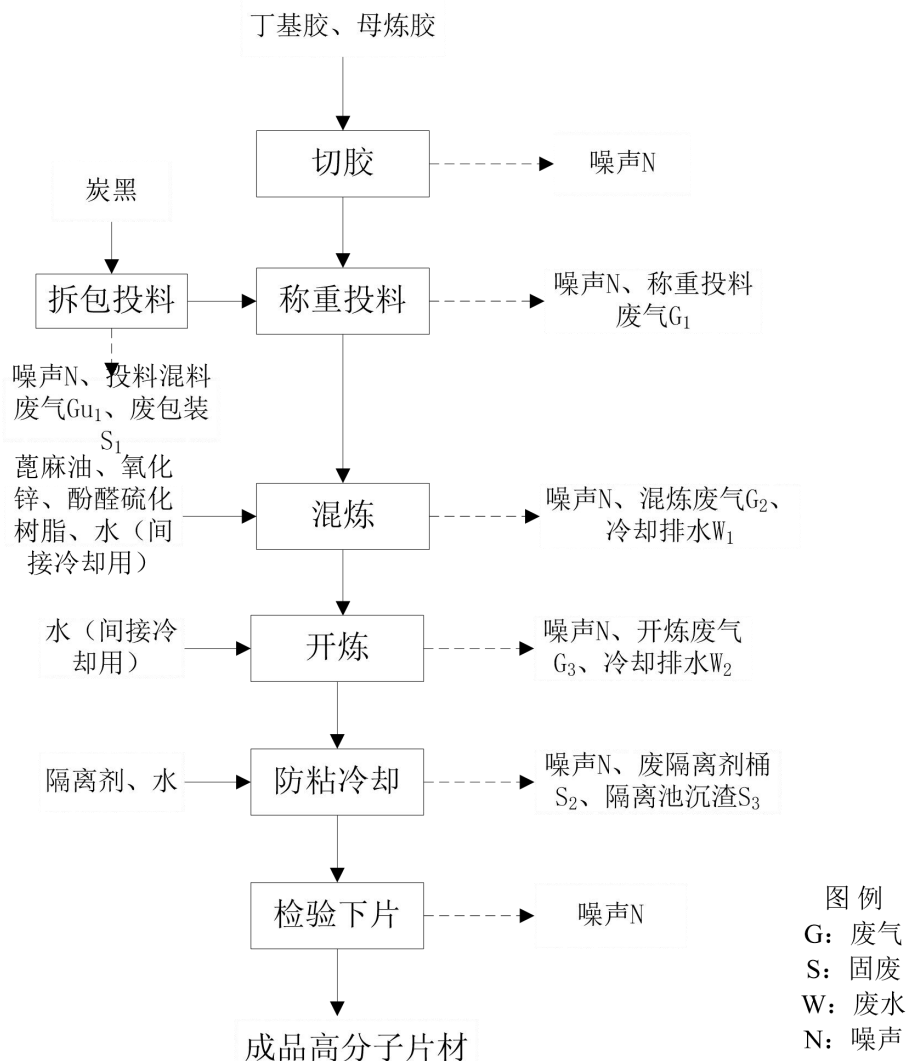 丁基胶、母炼胶
切胶
噪声N
炭黑
拆包投料
称重投料
噪声N、称重投料
废气G₁
噪声N、投料混料
废气Gu₁、废包装
S₁
蓖麻油、氧化
锌、酚醛硫化
树脂、水（间
接冷却用）
混炼
噪声N、混炼废气G₂、
冷却排水W₁
水（间接冷
却用）
开炼
噪声N、开炼废气
G₃、冷却排水W₂
隔离剂、水
防粘冷却
噪声N、废隔离剂桶
S₂、隔离池沉渣S₃
检验下片
噪声N
成品高分子片材
图 例
G：废气
S：固废
W：废水
N：噪声